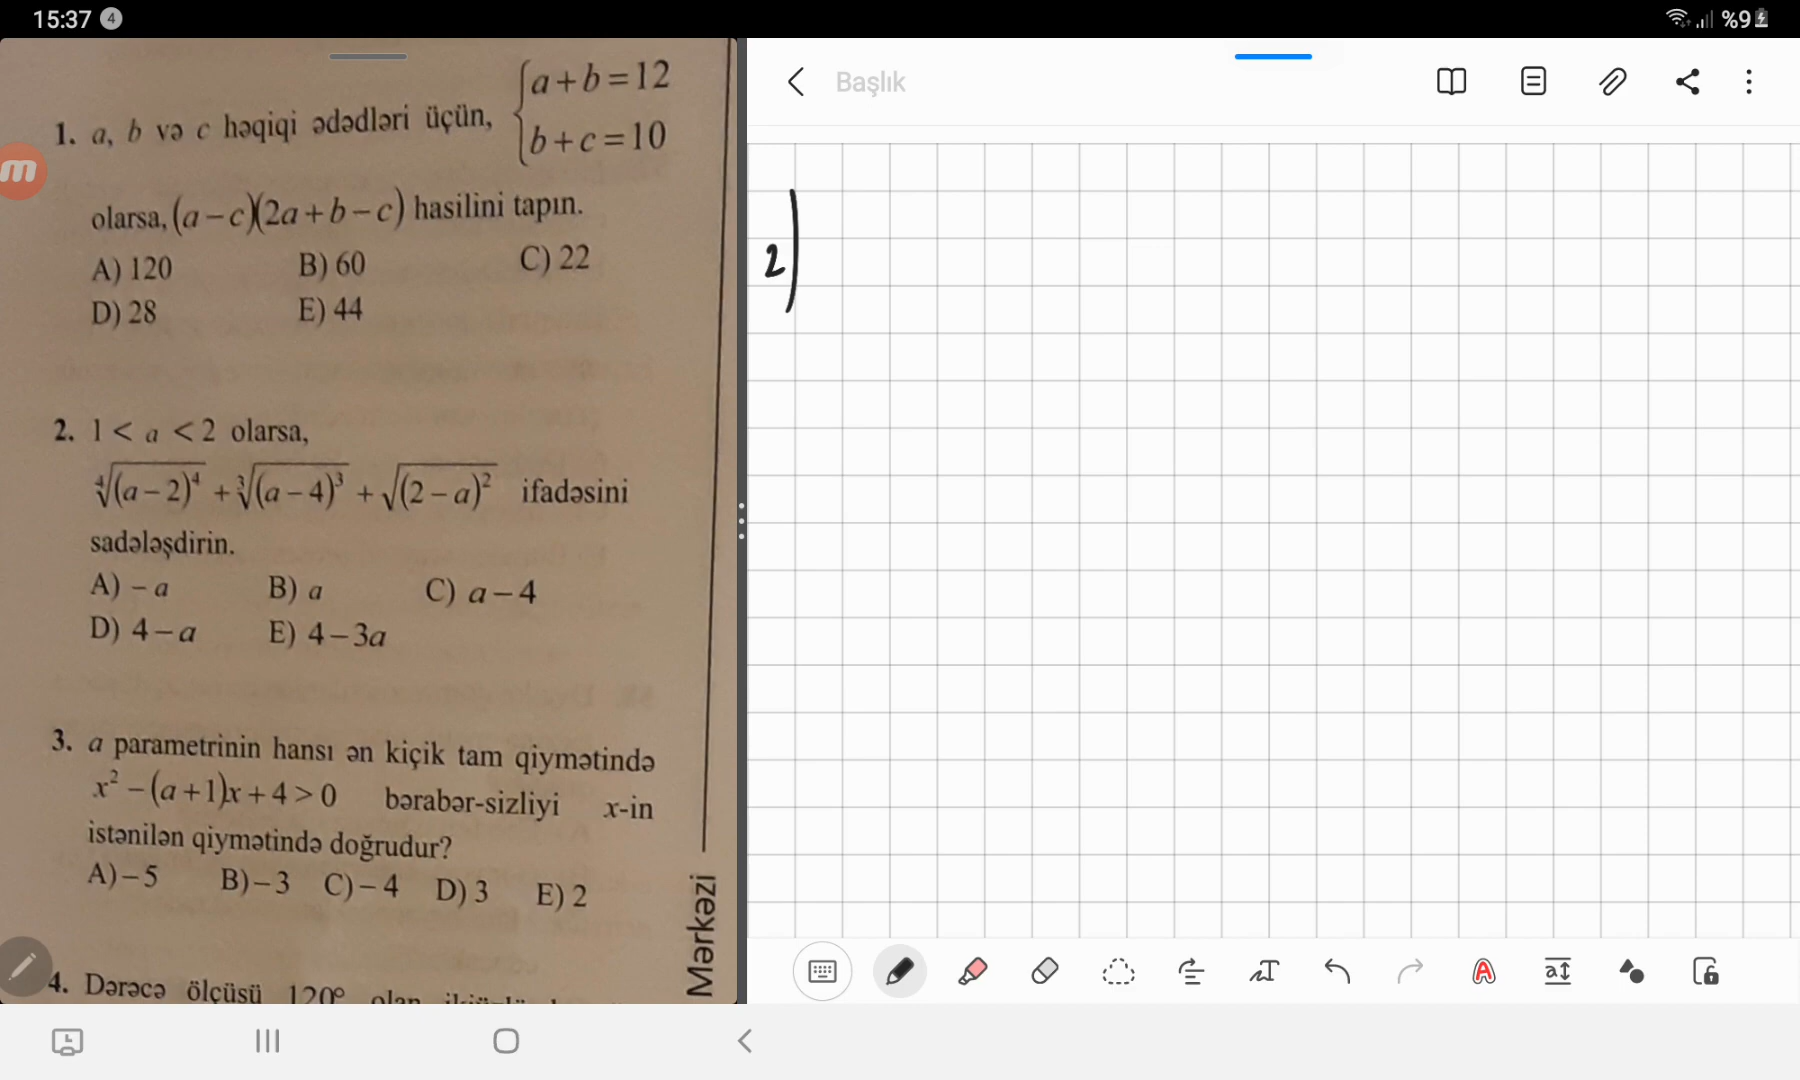 15:37 4
%9
1. a, b və c həqiqi ədədləri üçün, {a + b = 12
b + c = 10
olarsa, (a − c)(2a + b − c) hasilini tapın.
A) 120 B) 60 C) 22
D) 28 E) 44
2. 1 < a < 2 olarsa,
∜(a − 2)⁴ + ∛(a − 4)³ + √(2 − a)² ifadəsini
sadələşdirin.
A) − a B) a C) a − 4
D) 4 − a E) 4 − 3a
3. a parametrinin hansı ən kiçik tam qiymətində
x² − (a + 1)x + 4 > 0 bərabər-sizliyi x-in
istənilən qiymətində doğrudur?
A) − 5 B) − 3 C) − 4 D) 3 E) 2
4. Dərəcə ölçüsü 120° olan
Mərkəzi
Başlık
2)